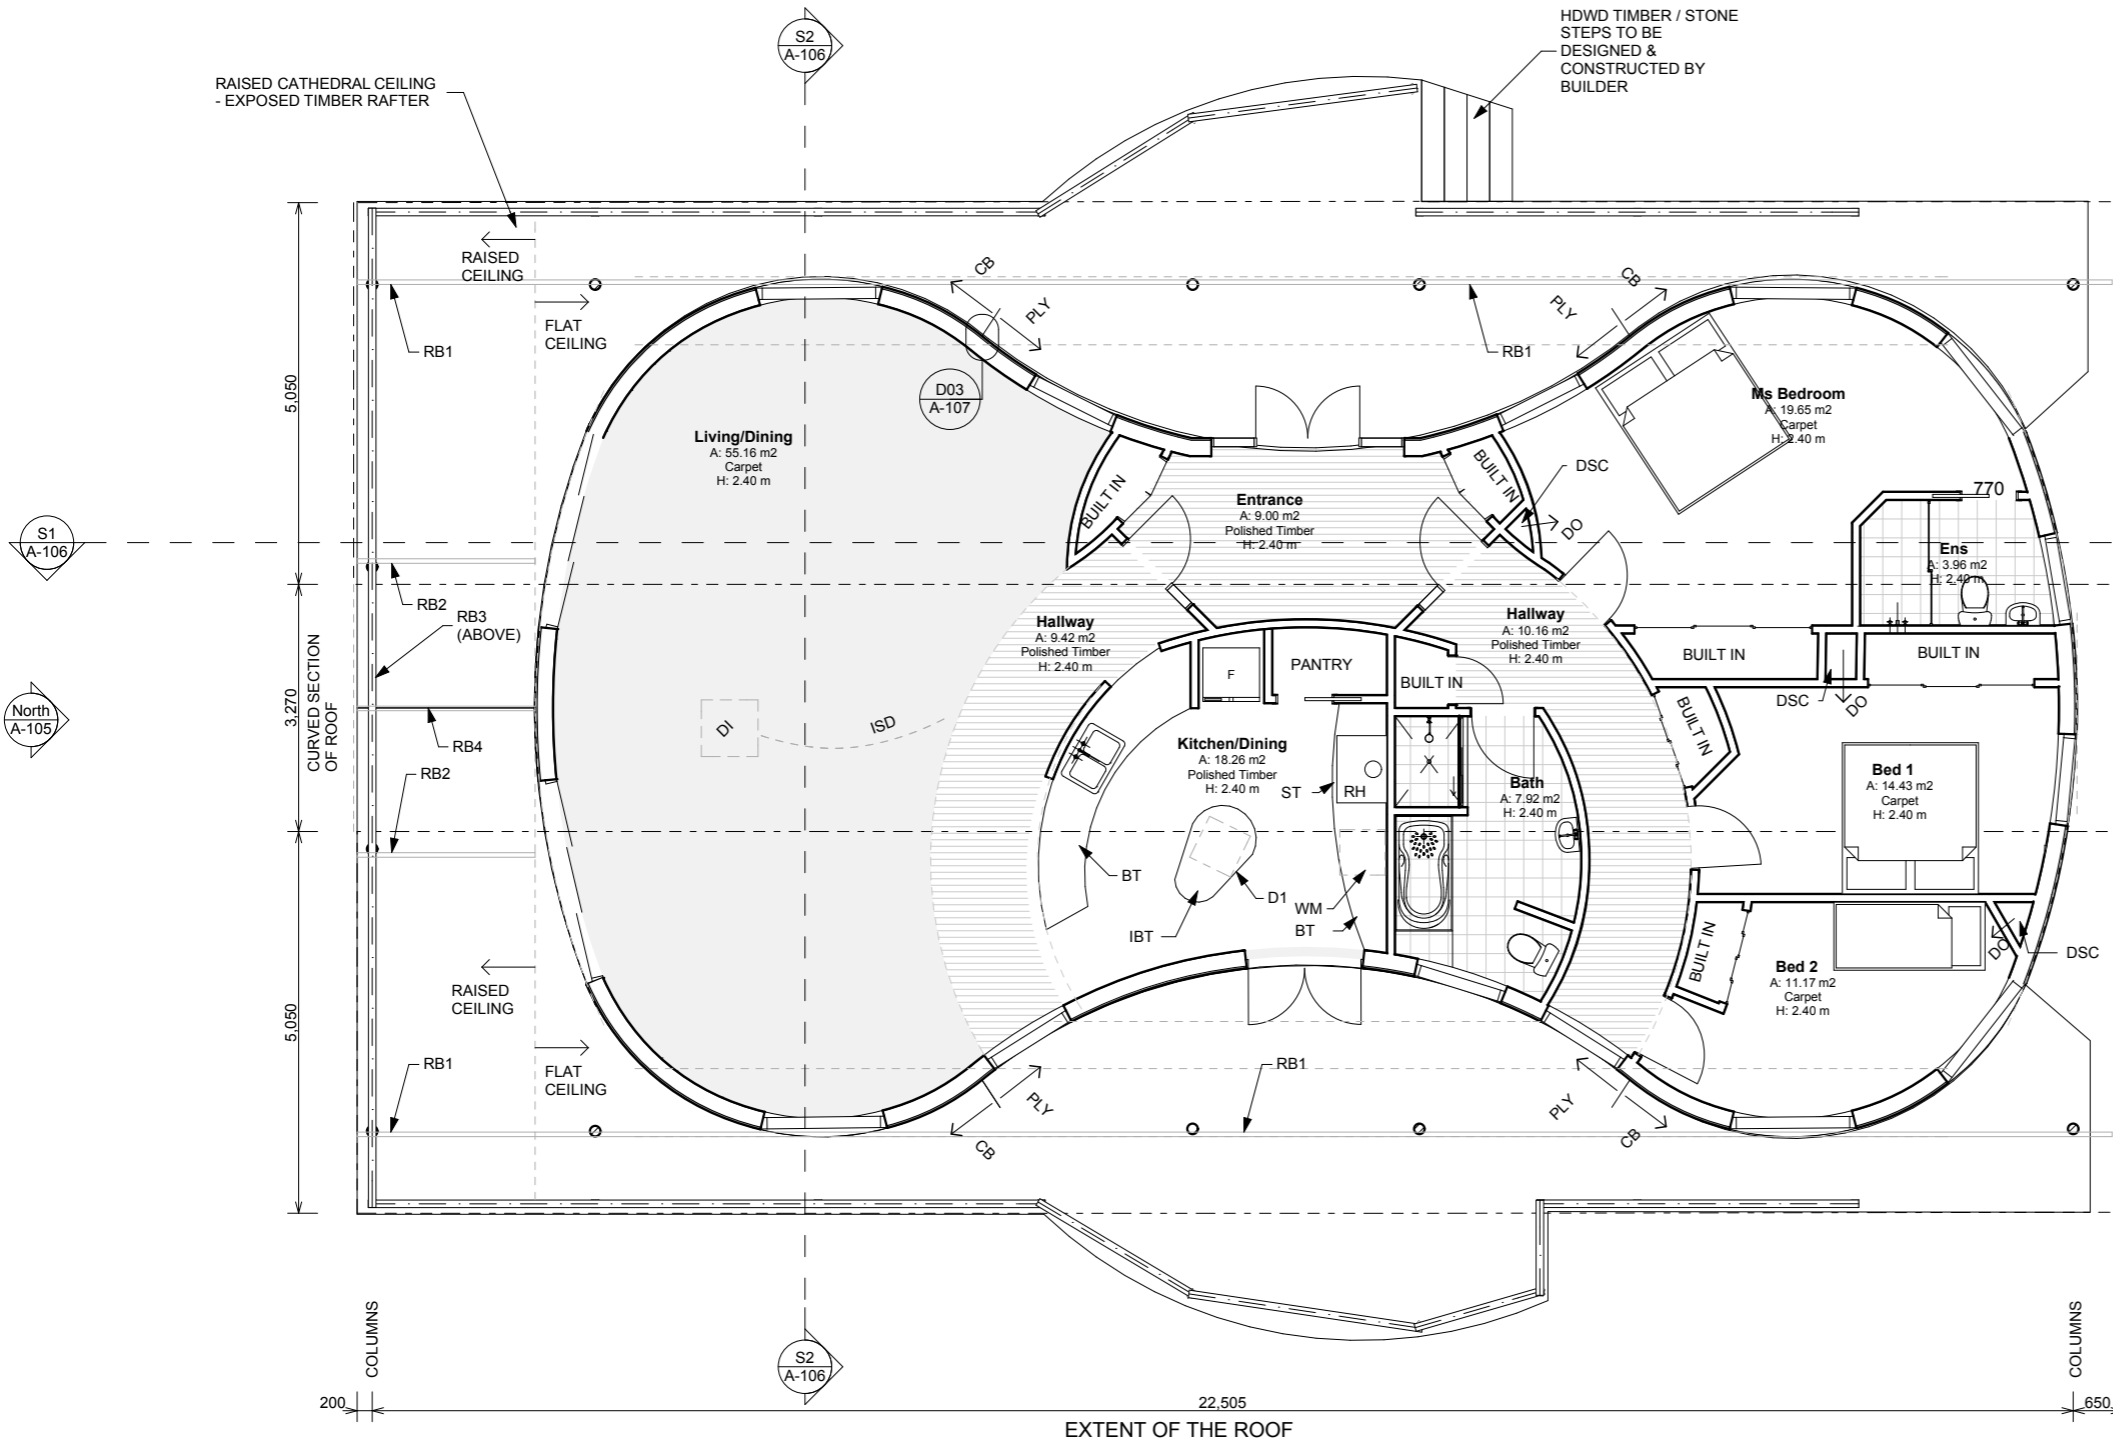 S2
A-106
HDWD TIMBER / STONE
STEPS TO BE
DESIGNED &
CONSTRUCTED BY
BUILDER
RAISED CATHEDRAL CEILING
- EXPOSED TIMBER RAFTER
RAISED
CEILING
FLAT
CEILING
RB1
5,050
CB
PLY
D03
A-107
RB1
PLY
CB
Ms Bedroom
A: 19.65 m2
Carpet
H: 2.40 m
Living/Dining
A: 55.16 m2
Carpet
H: 2.40 m
BUILT IN
Entrance
A: 9.00 m2
Polished Timber
H: 2.40 m
BUILT IN
DSC
DO
770
Ens
A: 3.96 m2
H: 2.40 m
S1
A-106
RB2
RB3
(ABOVE)
Hallway
A: 9.42 m2
Polished Timber
H: 2.40 m
Hallway
A: 10.16 m2
Polished Timber
H: 2.40 m
F
PANTRY
BUILT IN
BUILT IN
BUILT IN
DSC
DO
BUILT IN
North
A-105
3,270
CURVED SECTION
OF ROOF
RB4
RB2
DI
ISD
Kitchen/Dining
A: 18.26 m2
Polished Timber
H: 2.40 m
ST
RH
Bath
A: 7.92 m2
H: 2.40 m
Bed 1
A: 14.43 m2
Carpet
H: 2.40 m
BT
D1
IBT
WM
BT
BUILT IN
Bed 2
A: 11.17 m2
Carpet
H: 2.40 m
DO
DSC
5,050
RAISED
CEILING
FLAT
CEILING
RB1
PLY
CB
RB1
PLY
CB
COLUMNS
S2
A-106
COLUMNS
200
22,505
650
EXTENT OF THE ROOF